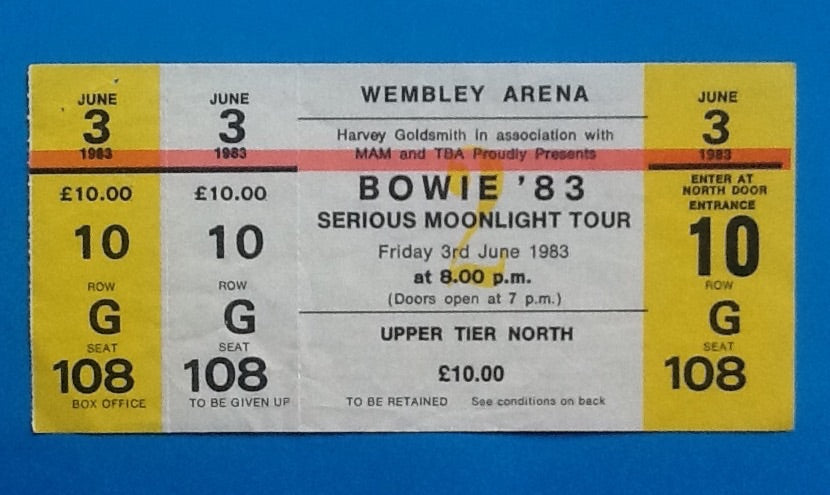 JUNE
3
1983
£10.00
10
ROW
G
SEAT
108
BOX OFFICE
JUNE
3
1983
£10.00
10
ROW
G
SEAT
108
TO BE GIVEN UP
WEMBLEY ARENA
Harvey Goldsmith in association with
MAM and TBA Proudly Presents
BOWIE '83
SERIOUS MOONLIGHT TOUR
Friday 3rd June 1983
at 8.00 p.m.
(Doors open at 7 p.m.)
2
UPPER TIER NORTH
£10.00
TO BE RETAINED See conditions on back
JUNE
3
1983
ENTER AT
NORTH DOOR
ENTRANCE
10
ROW
G
SEAT
108